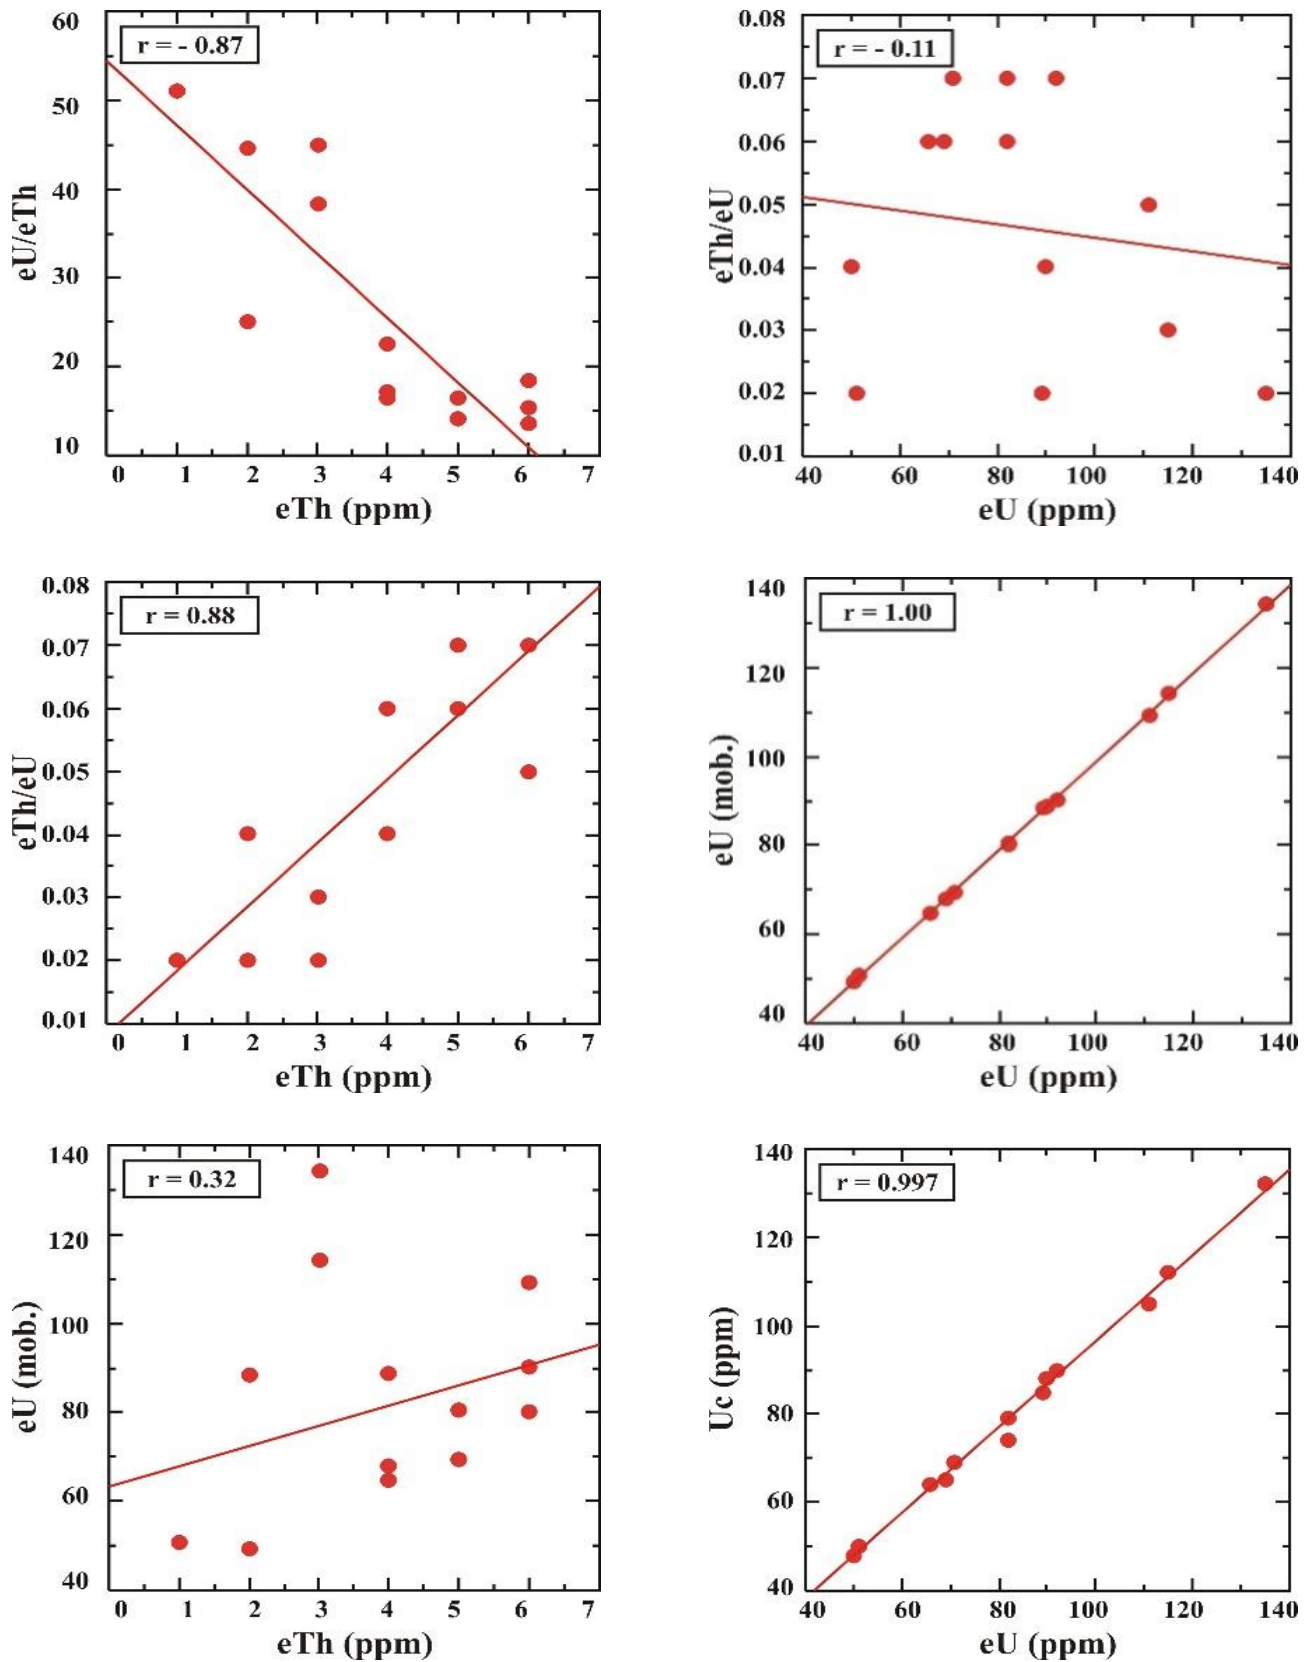 r = - 0.87
60
50
40
30
20
10
eU/eTh
0 1 2 3 4 5 6 7
eTh (ppm)
r = - 0.11
0.08
0.07
0.06
0.05
0.04
0.03
0.02
0.01
eTh/eU
40 60 80 100 120 140
eU (ppm)
r = 0.88
0.08
0.07
0.06
0.05
0.04
0.03
0.02
0.01
eTh/eU
0 1 2 3 4 5 6 7
eTh (ppm)
r = 1.00
140
120
100
80
60
40
eU (mob.)
40 60 80 100 120 140
eU (ppm)
r = 0.32
140
120
100
80
60
40
eU (mob.)
0 1 2 3 4 5 6 7
eTh (ppm)
r = 0.997
140
120
100
80
60
40
Uc (ppm)
40 60 80 100 120 140
eU (ppm)